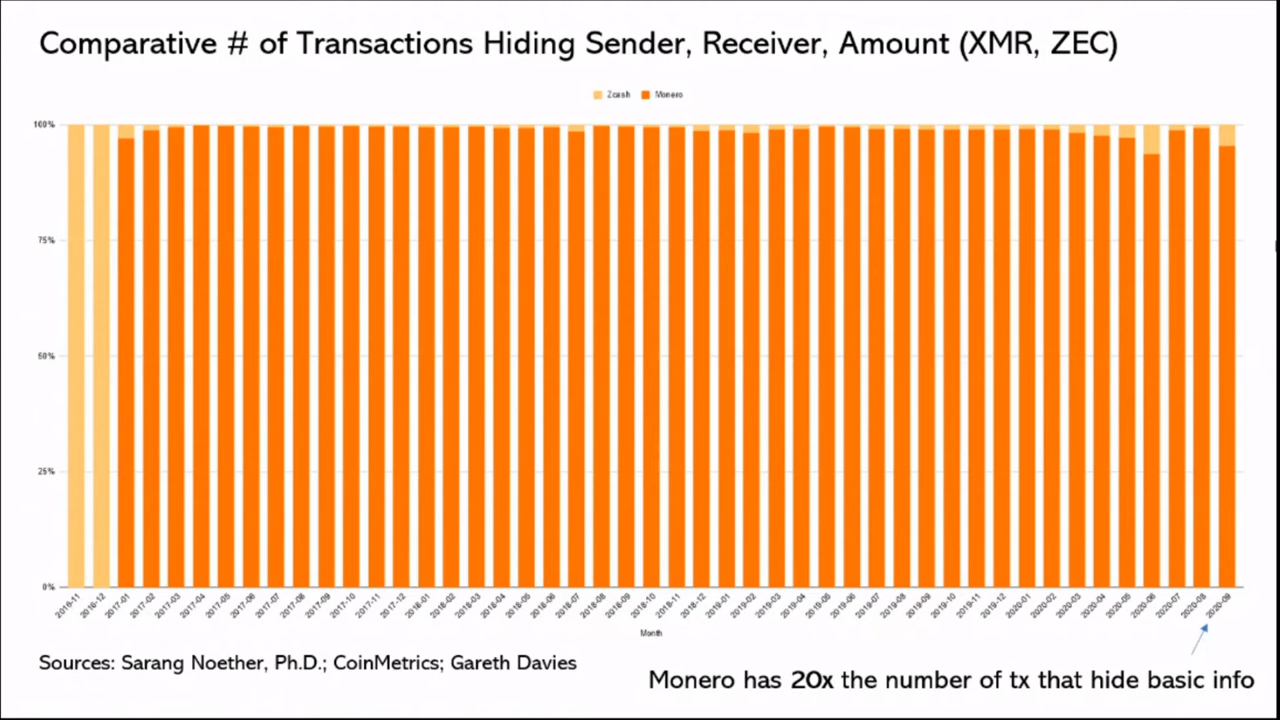 Comparative # of Transactions Hiding Sender, Receiver, Amount (XMR, ZEC)
Zcash Monero
100%
75%
50%
25%
0%
2016-11 2016-12 2017-01 2017-02 2017-03 2017-04 2017-05 2017-06 2017-07 2017-08 2017-09 2017-10 2017-11 2017-12 2018-01 2018-02 2018-03 2018-04 2018-05 2018-06 2018-07 2018-08 2018-09 2018-10 2018-11 2018-12 2019-01 2019-02 2019-03 2019-04 2019-05 2019-06 2019-07 2019-08 2019-09 2019-10 2019-11 2019-12 2020-01 2020-02 2020-03 2020-04 2020-05 2020-06 2020-07 2020-08 2020-09
Month
Sources: Sarang Noether, Ph.D.; CoinMetrics; Gareth Davies
Monero has 20x the number of tx that hide basic info